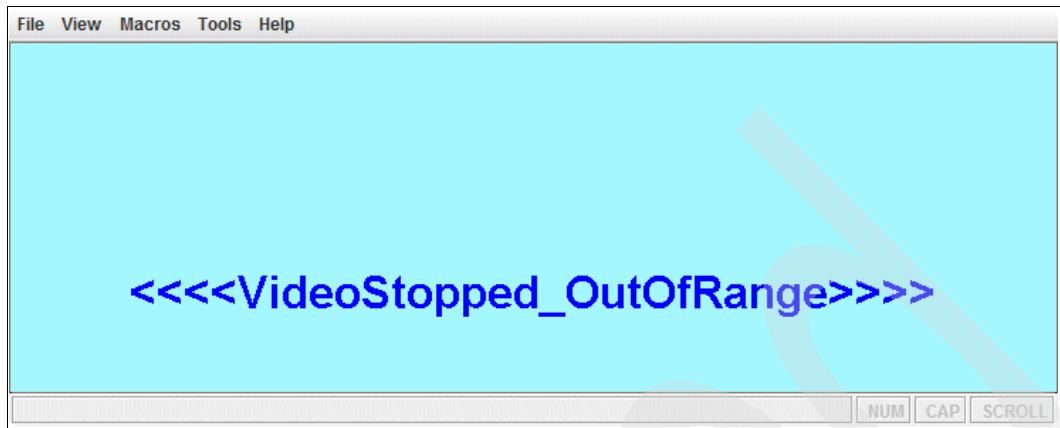 File View Macros Tools Help
<<<<VideoStopped_OutOfRange>>>>
NUM CAP SCROLL